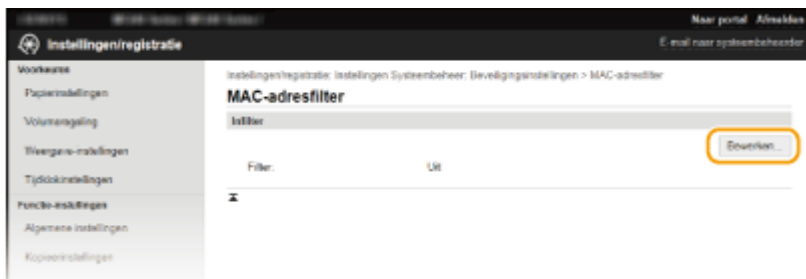 Naar portal Afmelden
Instellingen/registratie
E-mail naar systeembeheerder
Voorkeuren
Papierinstellingen
Volumeregeling
Weergave-instellingen
Tijdklokinstellingen
Functie-instellingen
Algemene instellingen
Kopieerinstellingen
Instellingen/registratie: Instellingen Systeembeheer: Beveiligingsinstellingen > MAC-adresfilter
MAC-adresfilter
Infilter
Bewerken...
Filter: Uit